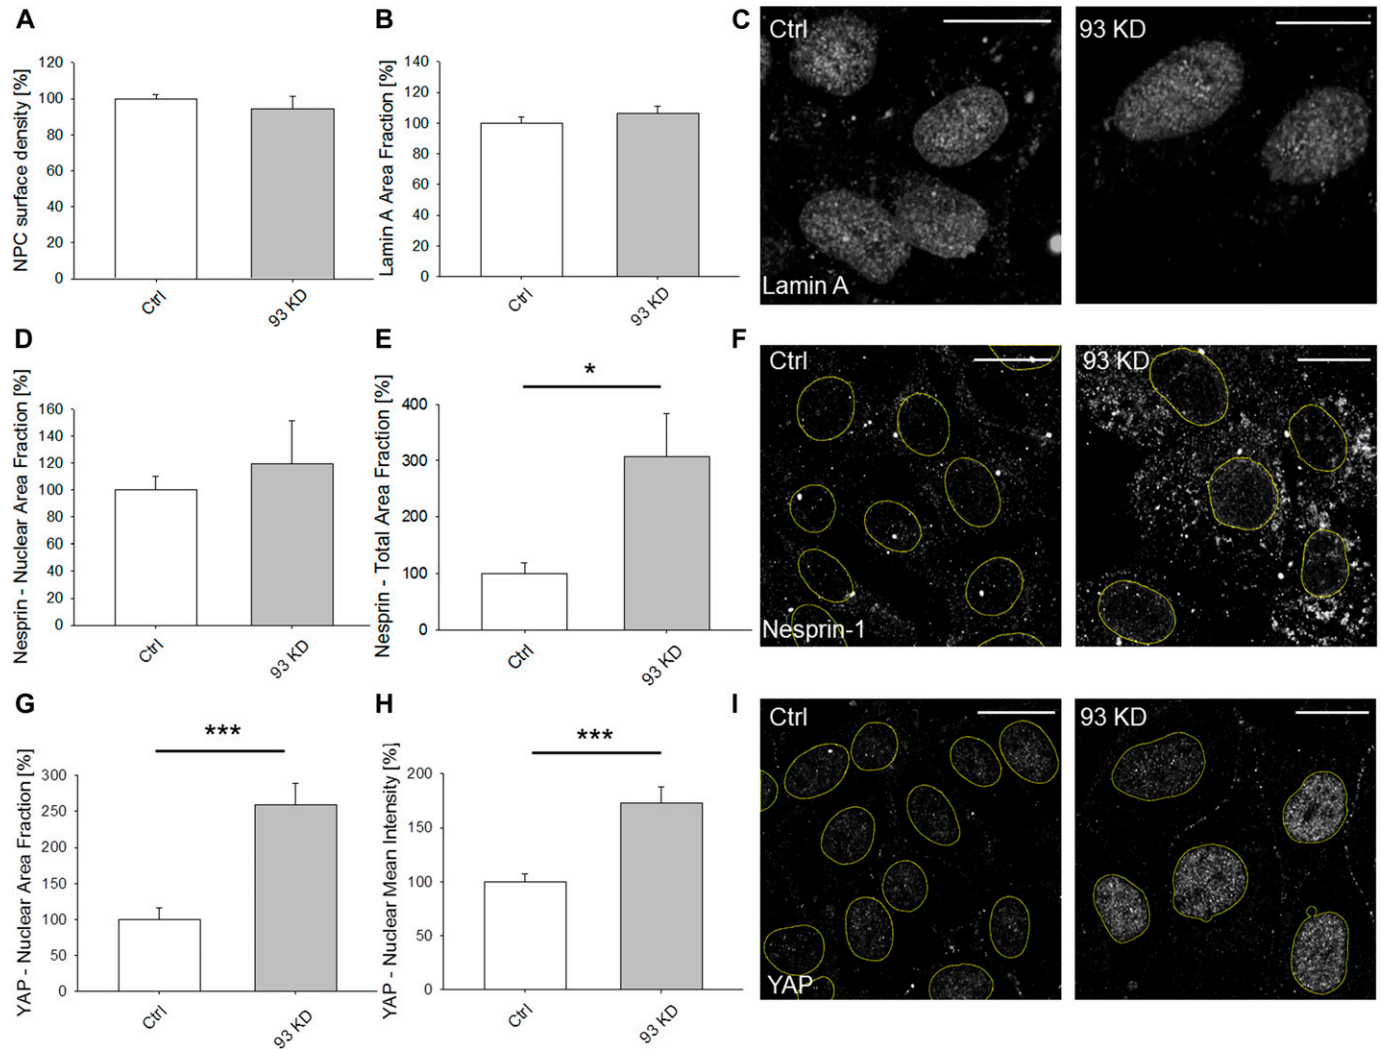 A
NPC surface density [%]
120
100
80
60
40
20
0
Ctrl
93 KD
B
Lamin A Area Fraction [%]
140
120
100
80
60
40
20
0
Ctrl
93 KD
C
Ctrl
Lamin A
93 KD
D
Nesprin - Nuclear Area Fraction [%]
160
140
120
100
80
60
40
20
0
Ctrl
93 KD
E
Nesprin - Total Area Fraction [%]
400
300
200
100
0
*
Ctrl
93 KD
F
Ctrl
Nesprin-1
93 KD
G
YAP - Nuclear Area Fraction [%]
300
250
200
150
100
50
0
***
Ctrl
93 KD
H
YAP - Nuclear Mean Intensity [%]
200
150
100
50
0
***
Ctrl
93 KD
I
Ctrl
YAP
93 KD